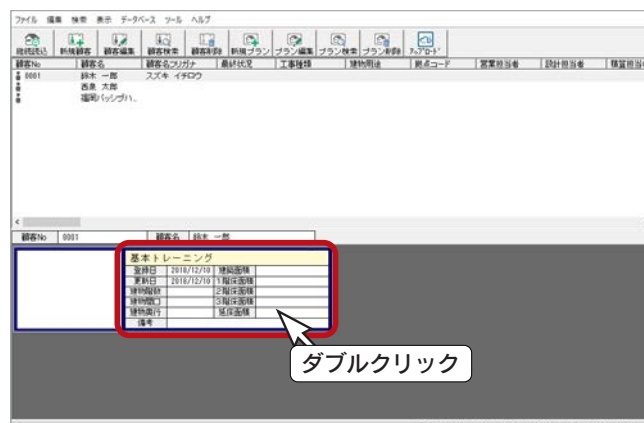 ファイル 編集 検索 表示 データベース ツール ヘルプ
新規顧客 顧客編集 顧客検索 顧客削除 新規プラン プラン編集 プラン検索 プラン削除 アップロード
顧客No 顧客名 顧客名フリガナ 最終状況 工事種類 建物用途 拠点コード 営業担当者 設計担当者 積算担当
0001 鈴木 一郎 スズキ イチロウ
西泉 太郎
福岡パッシブハ..
顧客No 0001 顧客名 鈴木 一郎
基本トレーニング
登録日 2018/12/10 建築面積
更新日 2018/12/10 1階床面積
建物階数 2階床面積
建物間口 3階床面積
建物奥行 延床面積
備考
ダブルクリック